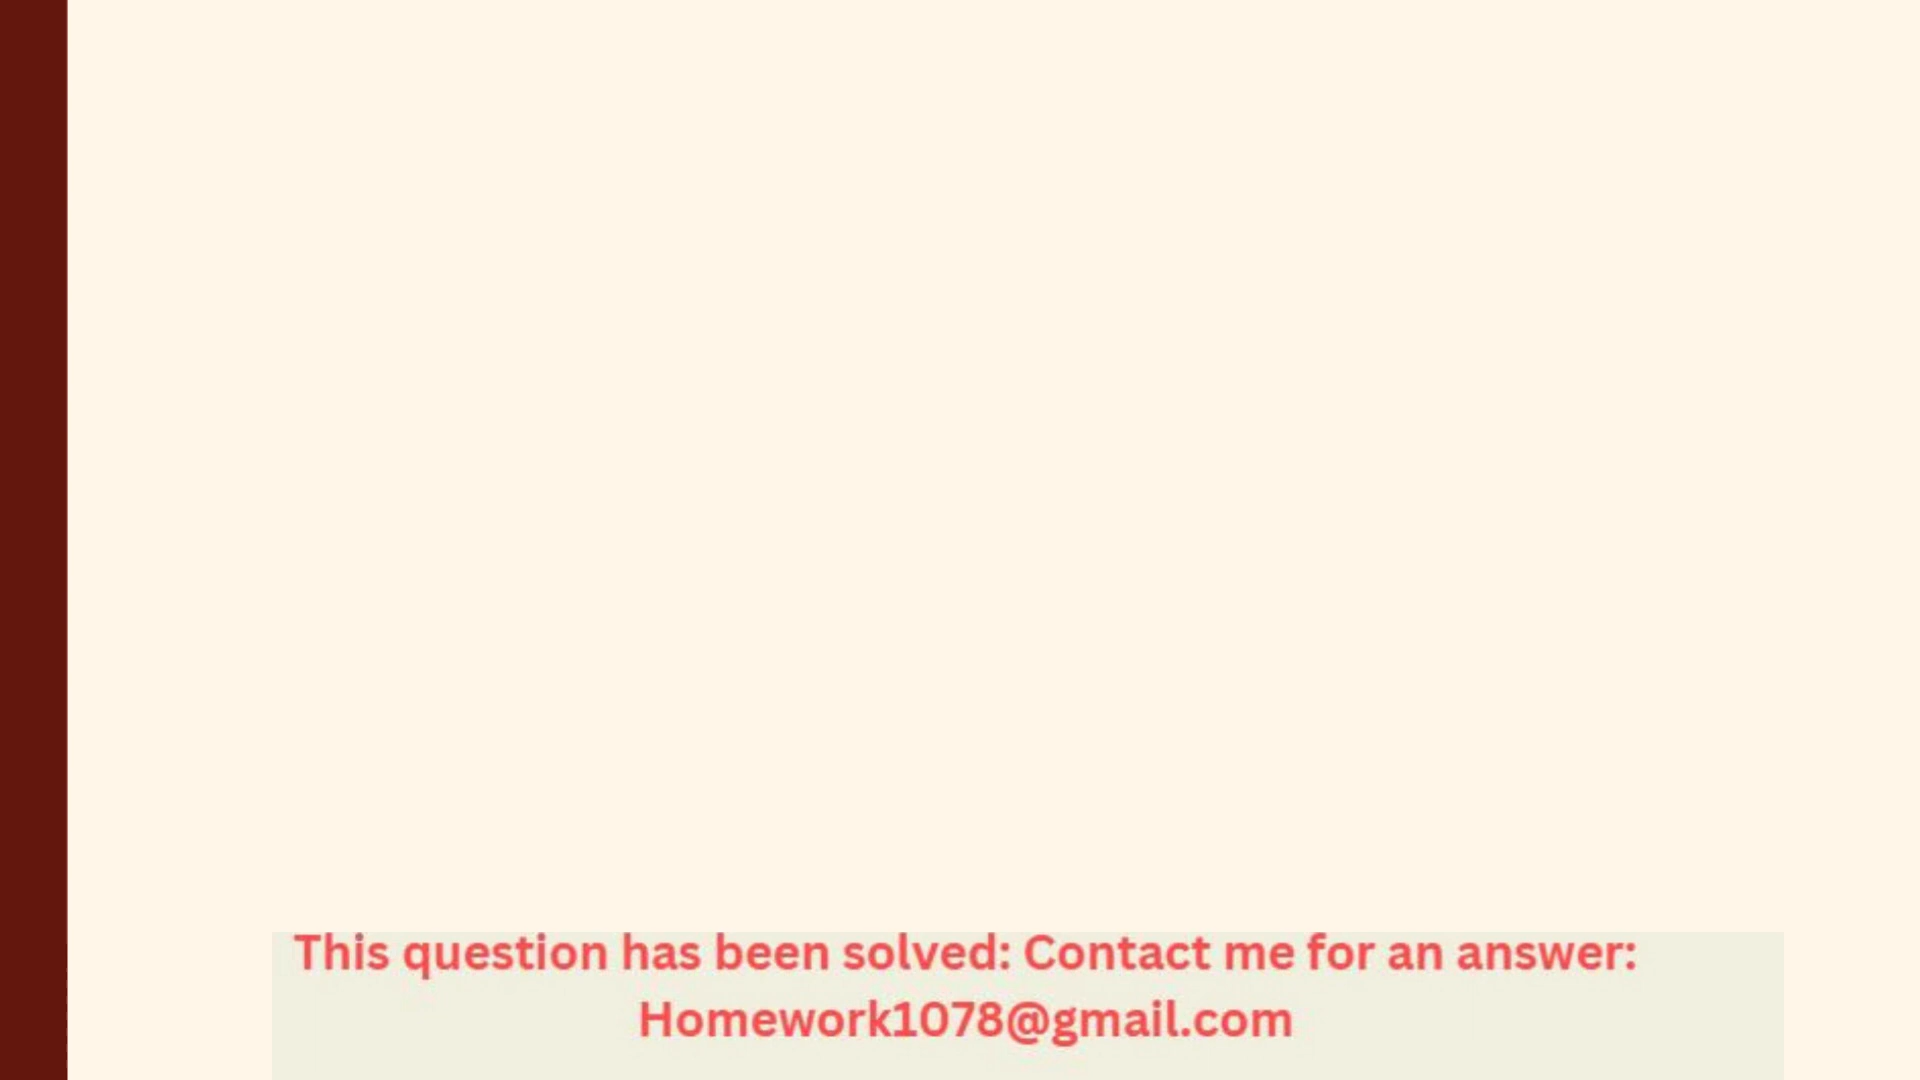 This question has been solved: Contact me for an answer:
Homework1078@gmail.com